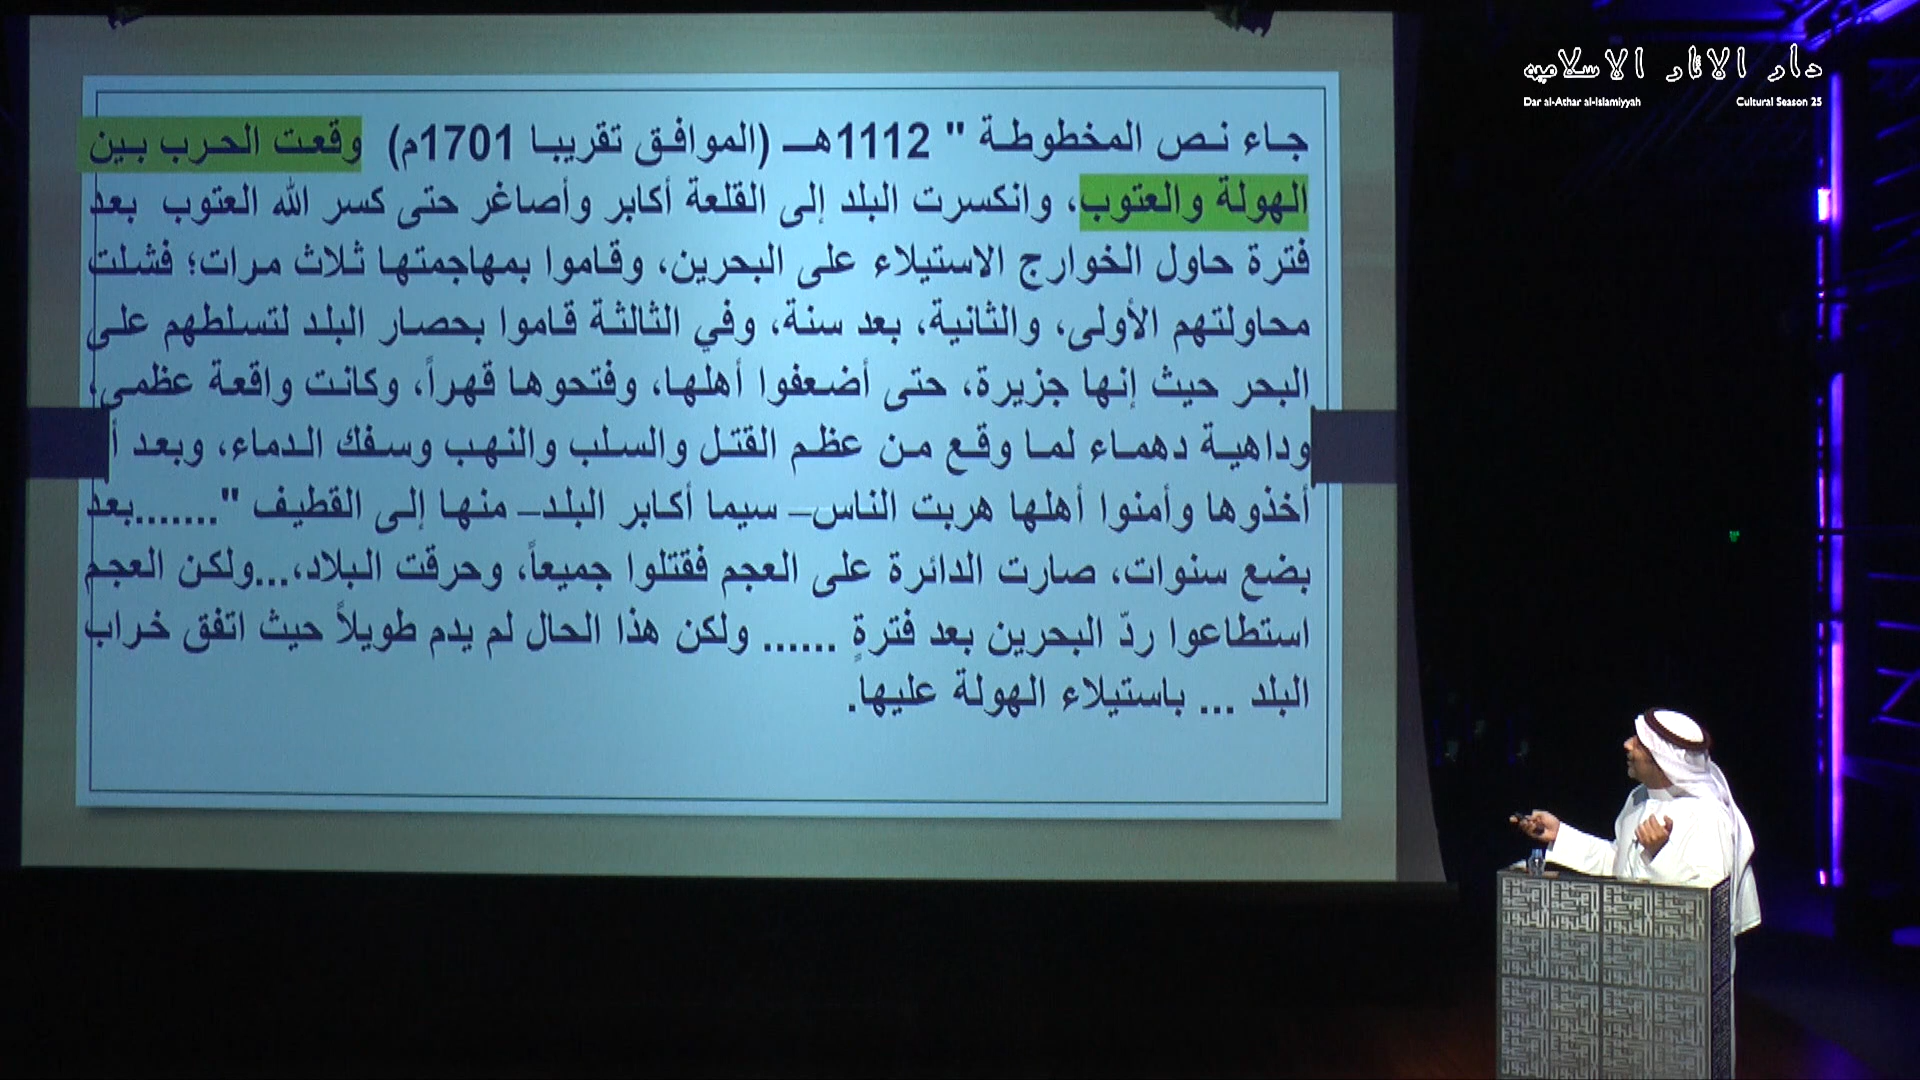 دار الاثار الاسلاميه
Dar al-Athar al-Islamiyyah
Cultural Season 25
جاء نص المخطوطة " 1112هـ (الموافق تقريبا 1701م) وقعت الحرب بين
الهولة والعتوب، وانكسرت البلد إلى القلعة أكابر وأصاغر حتى كسر الله العتوب بعد
فترة حاول الخوارج الاستيلاء على البحرين، وقاموا بمهاجمتها ثلاث مرات؛ فشلت
محاولتهم الأولى، والثانية، بعد سنة، وفي الثالثة قاموا بحصار البلد لتسلطهم على
البحر حيث إنها جزيرة، حتى أضعفوا أهلها، وفتحوها قهراً، وكانت واقعة عظمى،
وداهية دهماء لما وقع من عظم القتل والسلب والنهب وسفك الدماء، وبعد أ
أخذوها وأمنوا أهلها هربت الناس– سيما أكابر البلد– منها إلى القطيف ".......بعد
بضع سنوات، صارت الدائرة على العجم فقتلوا جميعاً، وحرقت البلاد،...ولكن العجم
استطاعوا ردّ البحرين بعد فترةٍ ...... ولكن هذا الحال لم يدم طويلاً حيث اتفق خراب
البلد ... باستيلاء الهولة عليها.